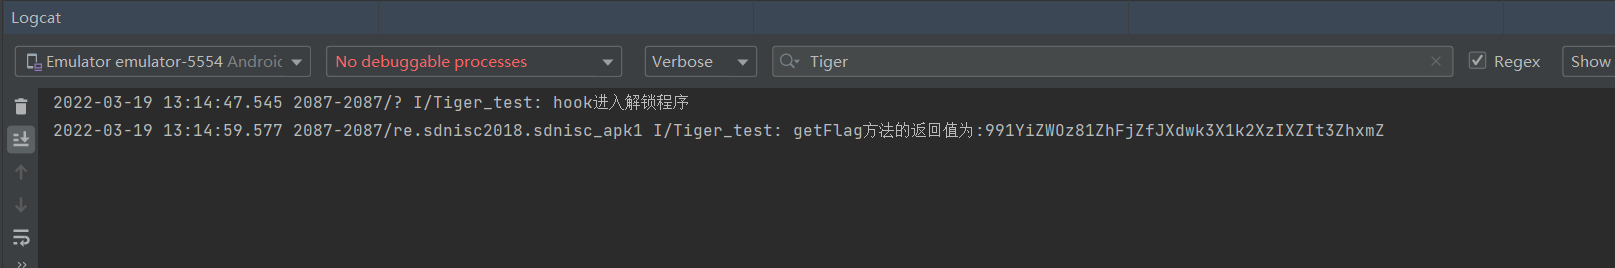 Logcat
Emulator emulator-5554 Android No debuggable processes Verbose Tiger Regex Show
2022-03-19 13:14:47.545 2087-2087/? I/Tiger_test: hook进入解锁程序
2022-03-19 13:14:59.577 2087-2087/re.sdnisc2018.sdnisc_apk1 I/Tiger_test: getFlag方法的返回值为:991YiZWOz81ZhFjZfJXdwk3X1k2XzIXZIt3ZhxmZ